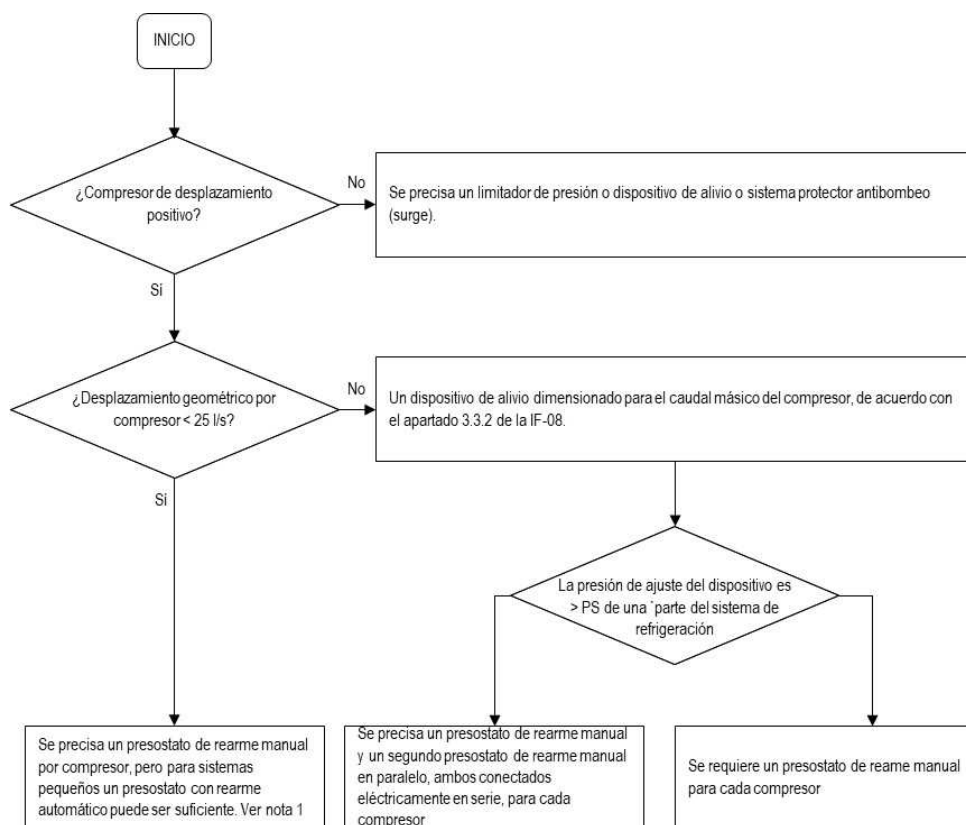 INICIO
¿Compresor de desplazamiento
positivo?
No
Se precisa un limitador de presión o dispositivo de alivio o sistema protector antibombeo
(surge).
Si
¿Desplazamiento geométrico por
compresor < 25 l/s?
No
Un dispositivo de alivio dimensionado para el caudal másico del compresor, de acuerdo con
el apartado 3.3.2 de la IF-08.
Si
La presión de ajuste del dispositivo es
> PS de una `parte del sistema de
refrigeración
Se precisa un presostato de rearme manual
por compresor, pero para sistemas
pequeños un presostato con rearme
automático puede ser suficiente. Ver nota 1
Se precisa un presostato de rearme manual
y un segundo presostato de rearme manual
en paralelo, ambos conectados
eléctricamente en serie, para cada
compresor
Se requiere un presostato de reame manual
para cada compresor